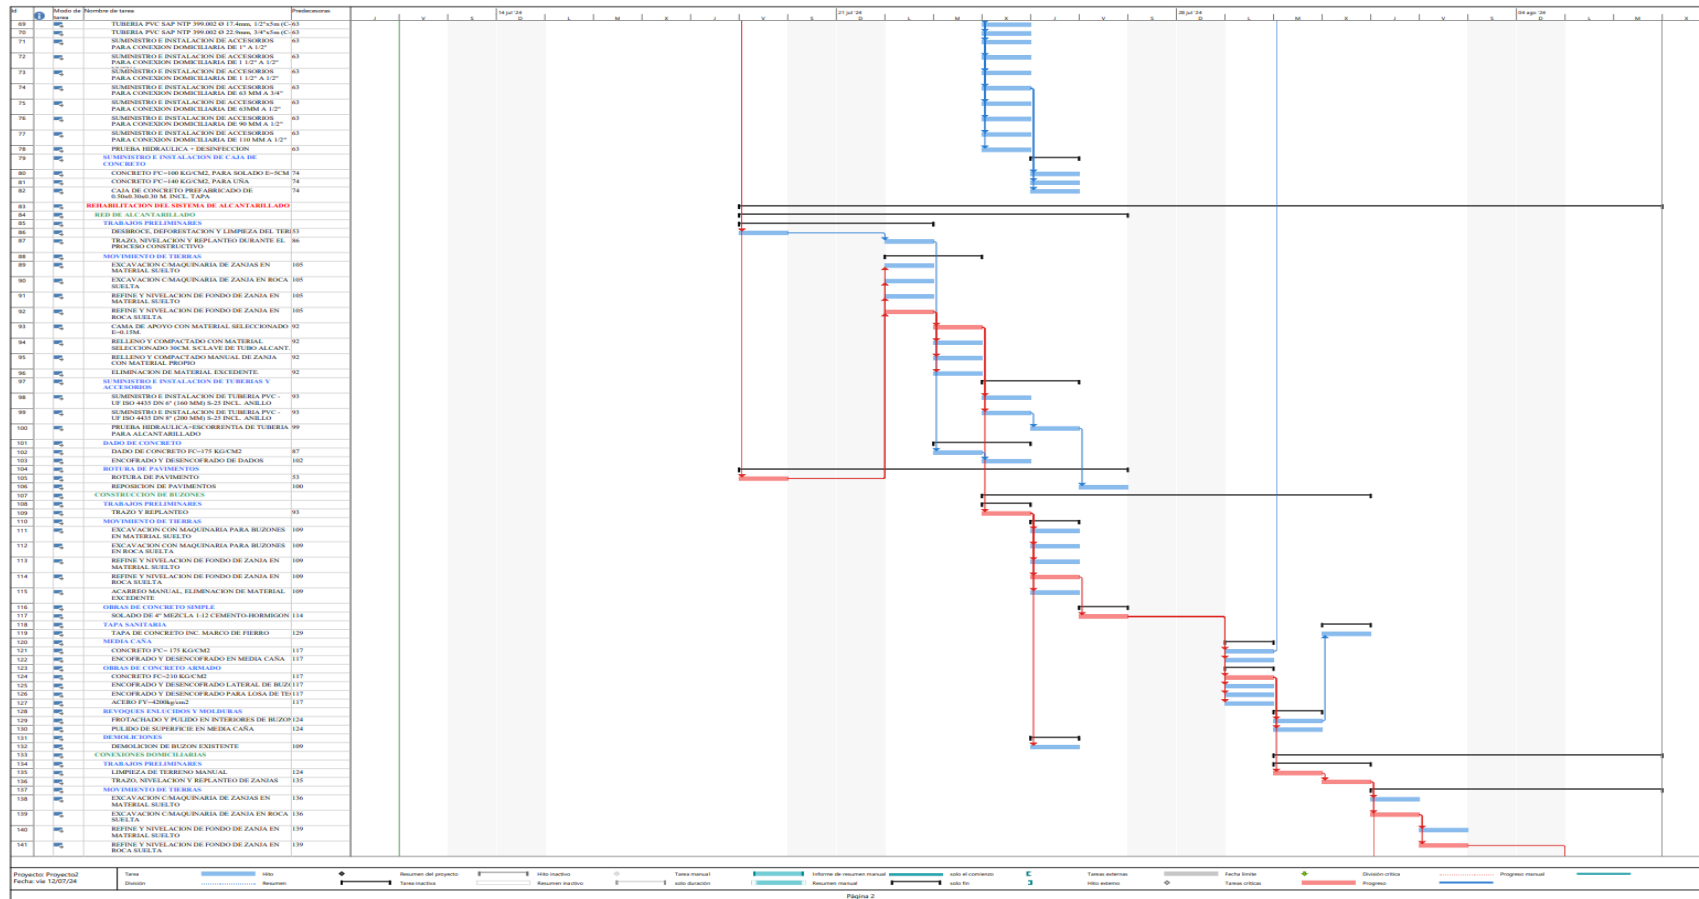 Id Modo de tarea Nombre de tarea Predecesoras
14 jul '24 21 jul '24 28 jul '24 04 ago '24
J V S D L M X J V S D L M X J V S D L M X
69 TUBERIA PVC SAP NTP 399.002 Ø 17.4mm, 1/2"x5m (C- 63
70 TUBERIA PVC SAP NTP 399.002 Ø 22.9mm, 3/4"x5m (C- 63
71 SUMINISTRO E INSTALACION DE ACCESORIOS 63
PARA CONEXION DOMICILIARIA DE 1" A 1/2"
72 SUMINISTRO E INSTALACION DE ACCESORIOS 63
PARA CONEXION DOMICILIARIA DE 1 1/2" A 1/2"
73 SUMINISTRO E INSTALACION DE ACCESORIOS 63
PARA CONEXION DOMICILIARIA DE 1 1/2" A 1/2"
74 SUMINISTRO E INSTALACION DE ACCESORIOS 63
PARA CONEXION DOMICILIARIA DE 63 MM A 3/4"
75 SUMINISTRO E INSTALACION DE ACCESORIOS 63
PARA CONEXION DOMICILIARIA DE 63MM A 1/2"
76 SUMINISTRO E INSTALACION DE ACCESORIOS 63
PARA CONEXION DOMICILIARIA DE 90 MM A 1/2"
77 SUMINISTRO E INSTALACION DE ACCESORIOS 63
PARA CONEXION DOMICILIARIA DE 110 MM A 1/2"
78 PRUEBA HIDRAULICA + DESINFECCION 63
79 SUMINISTRO E INSTALACION DE CAJA DE
CONCRETO
80 CONCRETO F'C=100 KG/CM2, PARA SOLADO E=5CM 74
81 CONCRETO F'C=140 KG/CM2, PARA UÑA 74
82 CAJA DE CONCRETO PREFABRICADO DE 74
0.50x0.30x0.30 M. INCL. TAPA
83 REHABILITACION DEL SISTEMA DE ALCANTARILLADO
84 RED DE ALCANTARILLADO
85 TRABAJOS PRELIMINARES
86 DESBROCE, DEFORESTACION Y LIMPIEZA DEL TER 53
87 TRAZO, NIVELACION Y REPLANTEO DURANTE EL 86
PROCESO CONSTRUCTIVO
88 MOVIMIENTO DE TIERRAS
89 EXCAVACION C/MAQUINARIA DE ZANJAS EN 105
MATERIAL SUELTO
90 EXCAVACION C/MAQUINARIA DE ZANJA EN ROCA 105
SUELTA
91 REFINE Y NIVELACION DE FONDO DE ZANJA EN 105
MATERIAL SUELTO
92 REFINE Y NIVELACION DE FONDO DE ZANJA EN 105
ROCA SUELTA
93 CAMA DE APOYO CON MATERIAL SELECCIONADO 92
E=0.15M.
94 RELLENO Y COMPACTADO CON MATERIAL 92
SELECCIONADO 30CM. S/CLAVE DE TUBO ALCANT.
95 RELLENO Y COMPACTADO MANUAL DE ZANJA 92
CON MATERIAL PROPIO
96 ELIMINACION DE MATERIAL EXCEDENTE. 92
97 SUMINISTRO E INSTALACION DE TUBERIAS Y
ACCESORIOS
98 SUMINISTRO E INSTALACION DE TUBERIA PVC - 93
UF ISO 4435 DN 6" (160 MM) S-25 INCL. ANILLO
99 SUMINISTRO E INSTALACION DE TUBERIA PVC - 93
UF ISO 4435 DN 8" (200 MM) S-25 INCL. ANILLO
100 PRUEBA HIDRAULICA+ESCORRENTIA DE TUBERIA 99
PARA ALCANTARILLADO
101 DADO DE CONCRETO
102 DADO DE CONCRETO FC=175 KG/CM2 87
103 ENCOFRADO Y DESENCOFRADO DE DADOS 102
104 ROTURA DE PAVIMENTOS
105 ROTURA DE PAVIMENTO 53
106 REPOSICION DE PAVIMENTOS 100
107 CONSTRUCCION DE BUZONES
108 TRABAJOS PRELIMINARES
109 TRAZO Y REPLANTEO 93
110 MOVIMIENTO DE TIERRAS
111 EXCAVACION CON MAQUINARIA PARA BUZONES 109
EN MATERIAL SUELTO
112 EXCAVACION CON MAQUINARIA PARA BUZONES 109
EN ROCA SUELTA
113 REFINE Y NIVELACION DE FONDO DE ZANJA EN 109
MATERIAL SUELTO
114 REFINE Y NIVELACION DE FONDO DE ZANJA EN 109
ROCA SUELTA
115 ACARREO MANUAL, ELIMINACION DE MATERIAL 109
EXCEDENTE
116 OBRAS DE CONCRETO SIMPLE
117 SOLADO DE 4" MEZCLA 1:12 CEMENTO-HORMIGON 114
118 TAPA SANITARIA
119 TAPA DE CONCRETO INC. MARCO DE FIERRO 129
120 MEDIA CAÑA
121 CONCRETO F'C= 175 KG/CM2 117
122 ENCOFRADO Y DESENCOFRADO EN MEDIA CAÑA 117
123 OBRAS DE CONCRETO ARMADO
124 CONCRETO FC=210 KG/CM2 117
125 ENCOFRADO Y DESENCOFRADO LATERAL DE BUZ 117
126 ENCOFRADO Y DESENCOFRADO PARA LOSA DE TE 117
127 ACERO FY=4200kg/cm2 117
128 REVOQUES ENLUCIDOS Y MOLDURAS
129 FROTACHADO Y PULIDO EN INTERIORES DE BUZO 124
130 PULIDO DE SUPERFICIE EN MEDIA CAÑA 124
131 DEMOLICIONES
132 DEMOLICION DE BUZON EXISTENTE 109
133 CONEXIONES DOMICILIARIAS
134 TRABAJOS PRELIMINARES
135 LIMPIEZA DE TERRENO MANUAL 124
136 TRAZO, NIVELACION Y REPLANTEO DE ZANJAS 135
137 MOVIMIENTO DE TIERRAS
138 EXCAVACION C/MAQUINARIA DE ZANJAS EN 136
MATERIAL SUELTO
139 EXCAVACION C/MAQUINARIA DE ZANJA EN ROCA 136
SUELTA
140 REFINE Y NIVELACION DE FONDO DE ZANJA EN 139
MATERIAL SUELTO
141 REFINE Y NIVELACION DE FONDO DE ZANJA EN 139
ROCA SUELTA
Proyecto: Proyecto2
Fecha: vie 12/07/24
Tarea Hito Resumen del proyecto Hito inactivo Tarea manual Informe de resumen manual solo el comienzo Tareas externas Fecha límite División crítica Progreso manual
División Resumen Tarea inactiva Resumen inactivo solo duración Resumen manual solo fin Hito externo Tareas críticas Progreso
Página 2